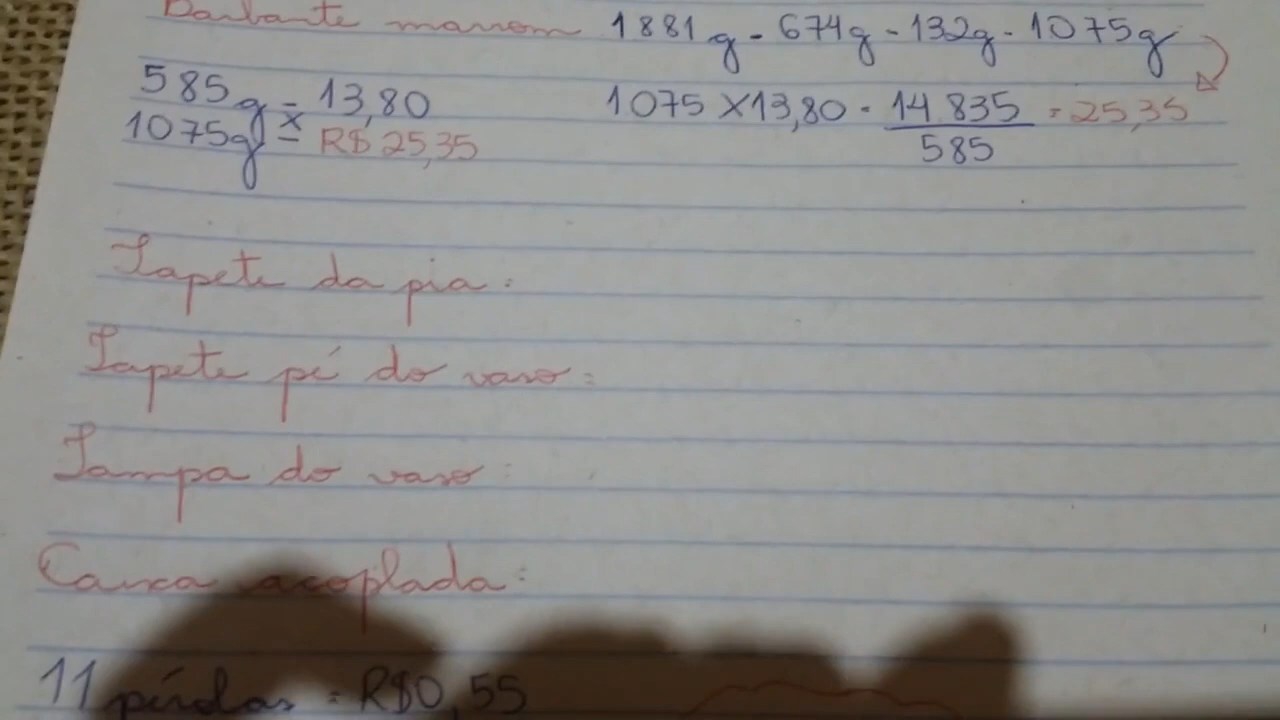 Barbante marrom 1881g - 674g - 132g - 1075g
585g = 13,80
x
1075g = R$ 25,35
1075 X 13,80 = 14.835 = 25,35
585
Tapete da pia:
Tapete pé do vaso:
Tampa do vaso:
Caixa acoplada:
11 pérolas = R$0,55